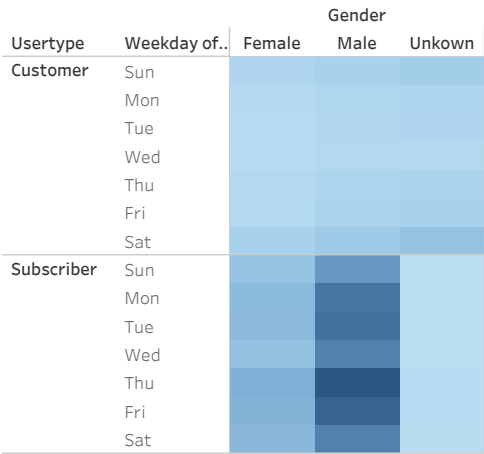 Gender
Usertype Weekday of.. Female Male Unkown
Customer Sun
Mon
Tue
Wed
Thu
Fri
Sat
Subscriber Sun
Mon
Tue
Wed
Thu
Fri
Sat